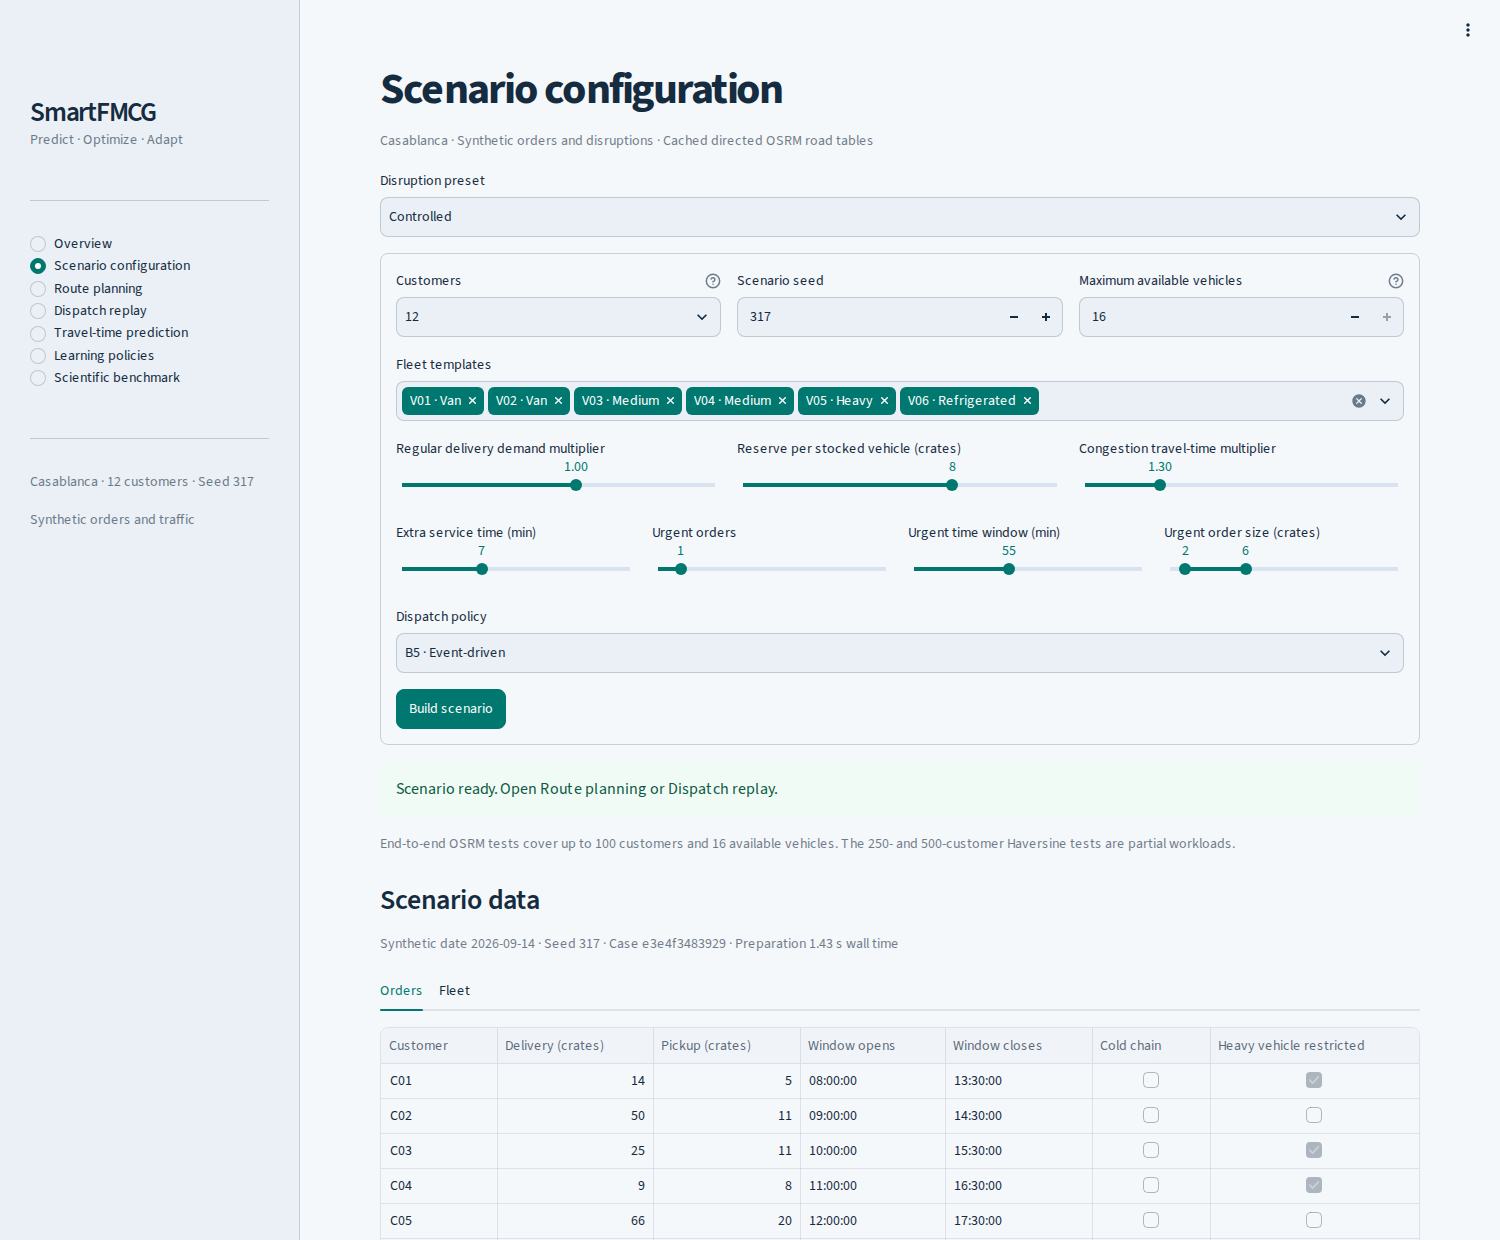 SmartFMCG
Predict · Optimize · Adapt
Overview
Scenario configuration
Route planning
Dispatch replay
Travel-time prediction
Learning policies
Scientific benchmark
Casablanca · 12 customers · Seed 317
Synthetic orders and traffic
Scenario configuration
Casablanca · Synthetic orders and disruptions · Cached directed OSRM road tables
Disruption preset
Controlled
Customers Scenario seed Maximum available vehicles
12 317 16
Fleet templates
V01 · Van V02 · Van V03 · Medium V04 · Medium V05 · Heavy V06 · Refrigerated
Regular delivery demand multiplier Reserve per stocked vehicle (crates) Congestion travel-time multiplier
1.00 8 1.30
Extra service time (min) Urgent orders Urgent time window (min) Urgent order size (crates)
7 1 55 2 6
Dispatch policy
B5 · Event-driven
Build scenario
Scenario ready. Open Route planning or Dispatch replay.
End-to-end OSRM tests cover up to 100 customers and 16 available vehicles. The 250- and 500-customer Haversine tests are partial workloads.
Scenario data
Synthetic date 2026-09-14 · Seed 317 · Case e3e4f3483929 · Preparation 1.43 s wall time
Orders Fleet
Customer Delivery (crates) Pickup (crates) Window opens Window closes Cold chain Heavy vehicle restricted
C01 14 5 08:00:00 13:30:00
C02 50 11 09:00:00 14:30:00
C03 25 11 10:00:00 15:30:00
C04 9 8 11:00:00 16:30:00
C05 66 20 12:00:00 17:30:00